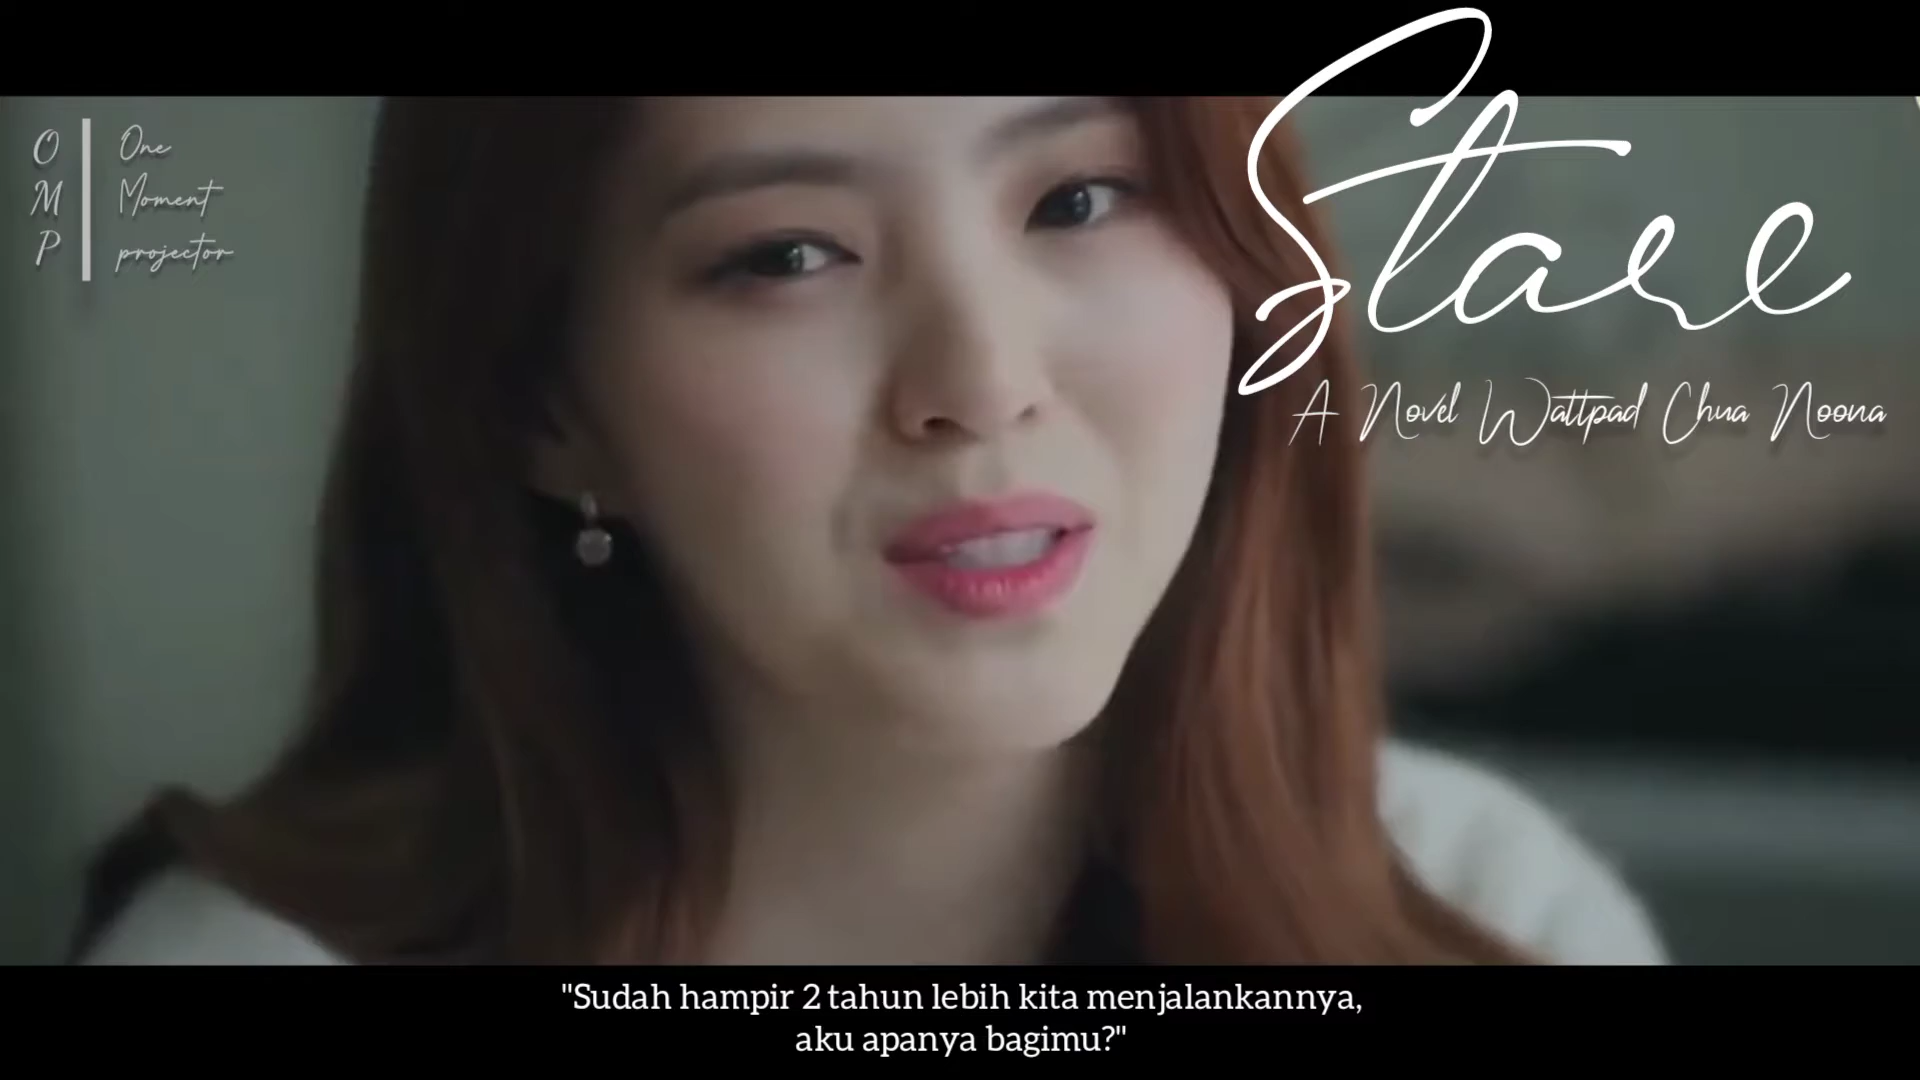 O
M
P
One
Moment
projector
Stare
A Novel Wattpad Chua Noona
"Sudah hampir 2 tahun lebih kita menjalankannya,
aku apanya bagimu?"